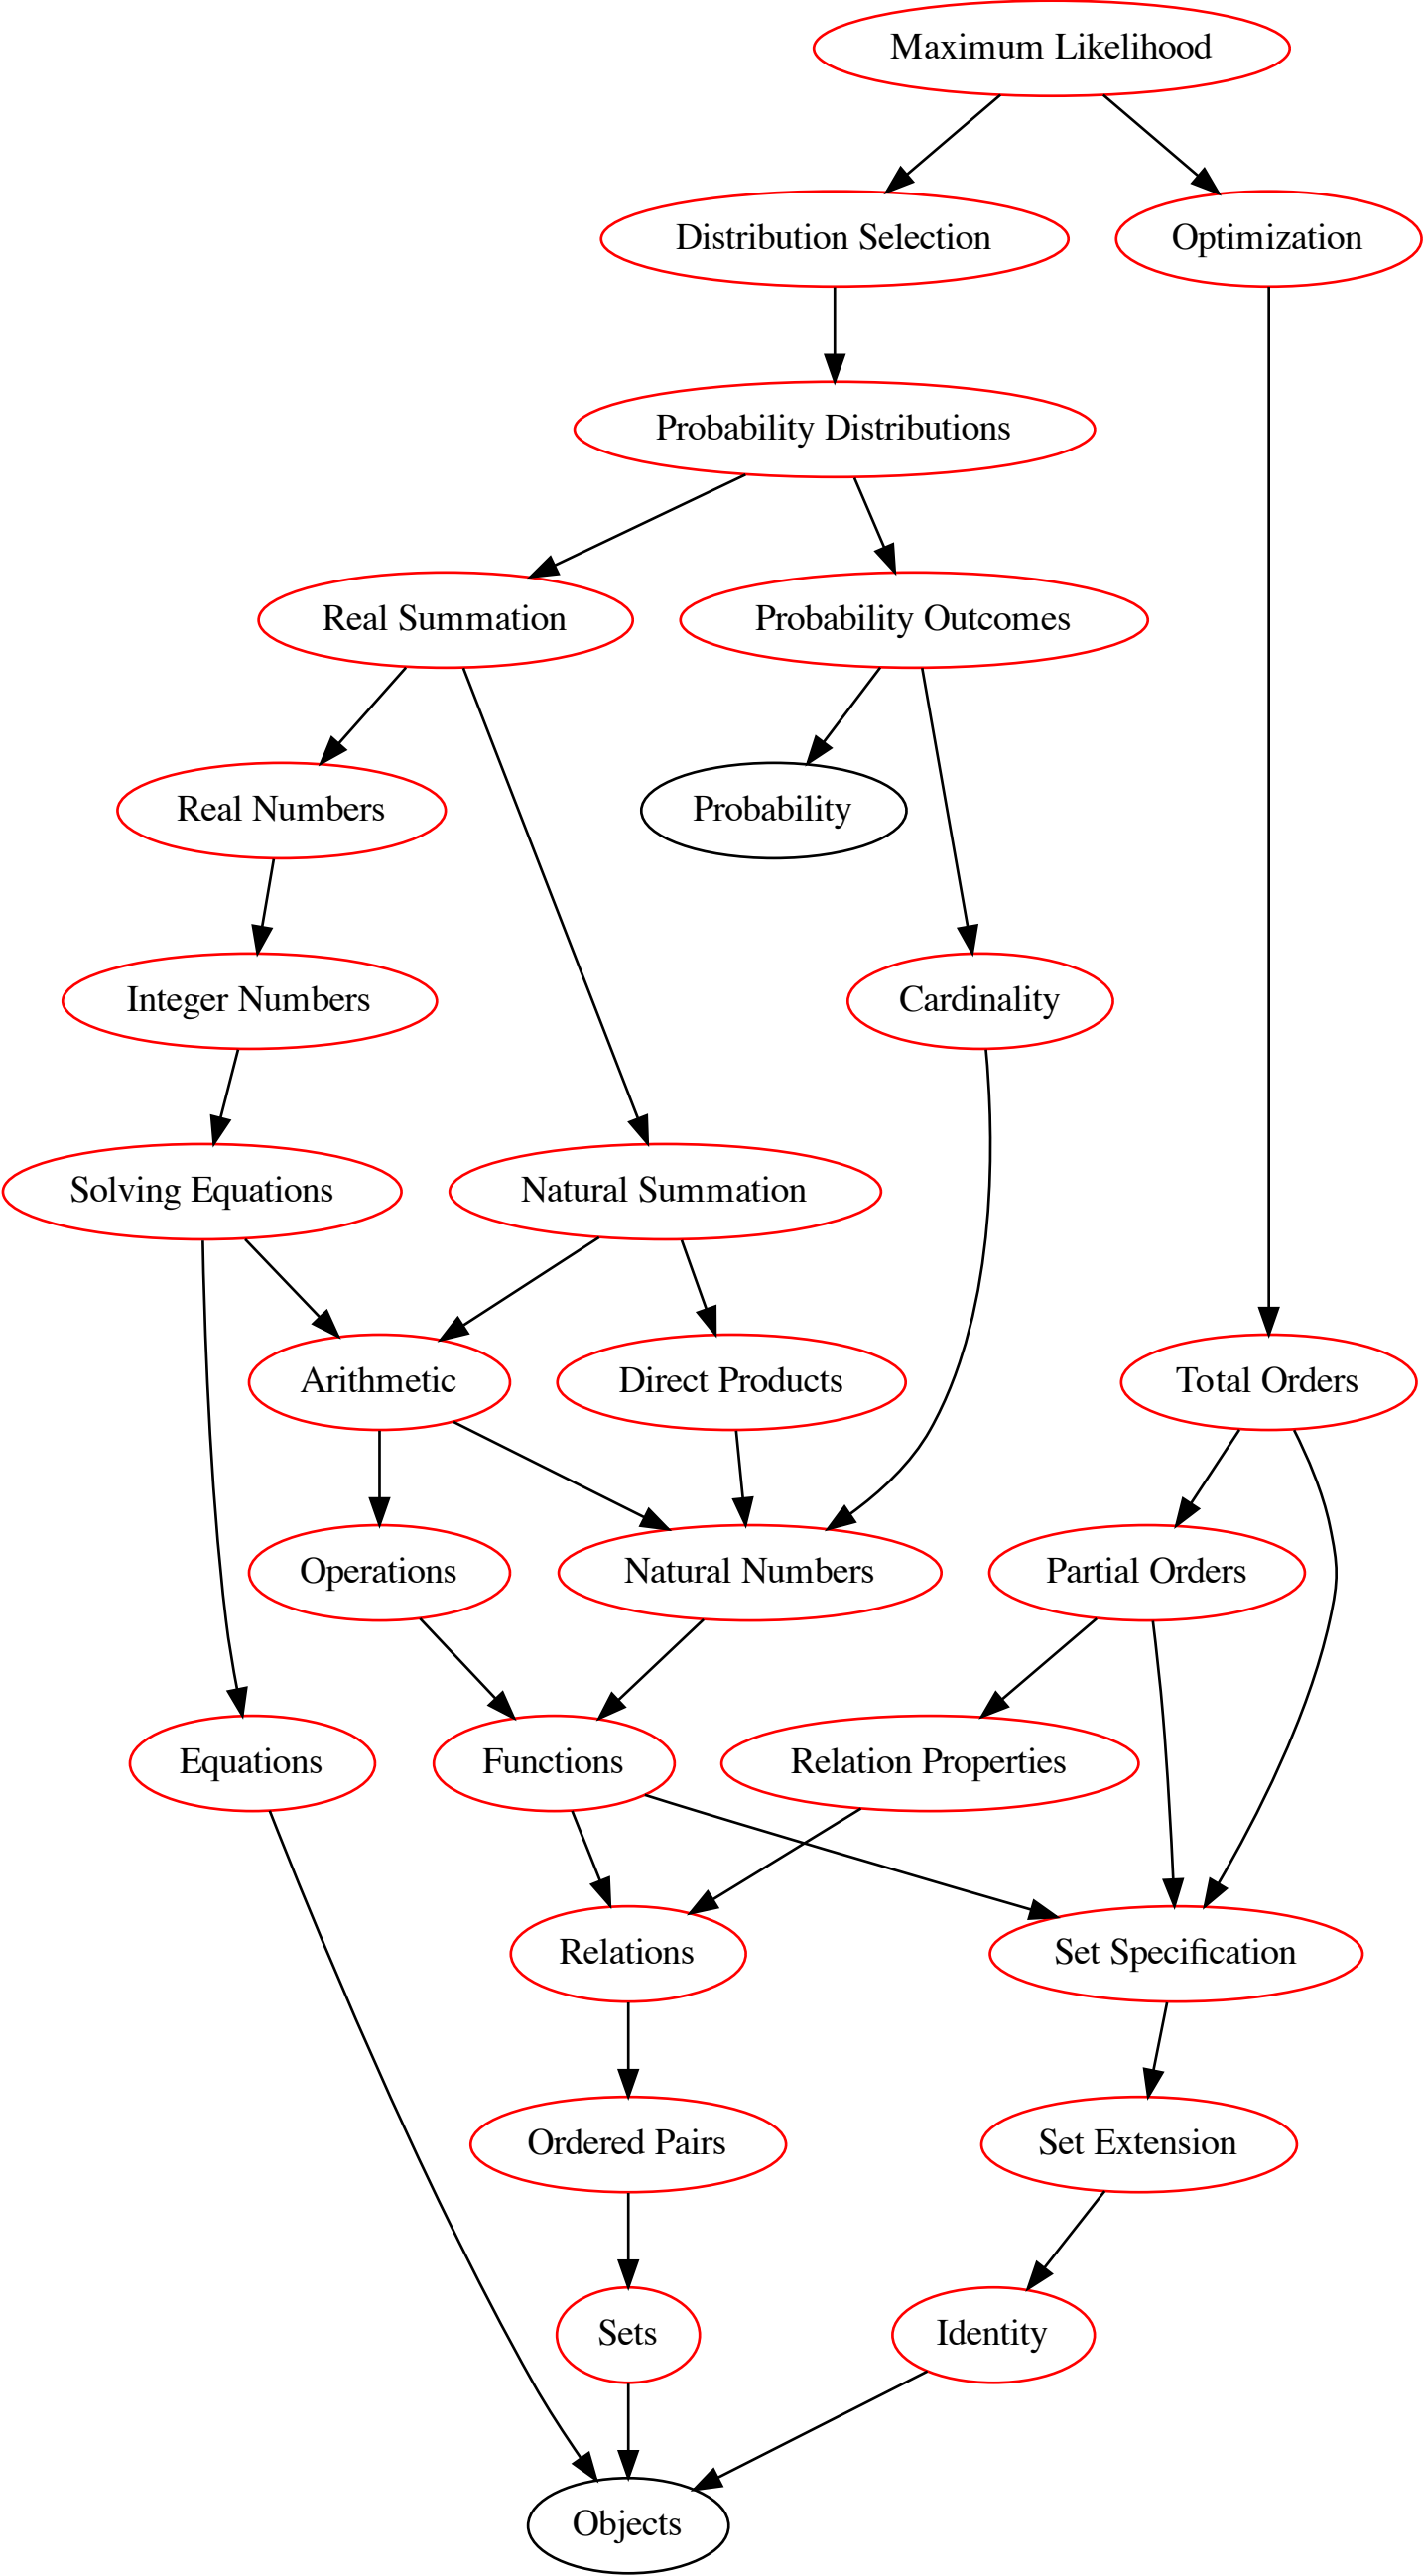 Maximum Likelihood
Distribution Selection
Optimization
Probability Distributions
Real Summation
Probability Outcomes
Real Numbers
Probability
Integer Numbers
Cardinality
Solving Equations
Natural Summation
Arithmetic
Direct Products
Total Orders
Operations
Natural Numbers
Partial Orders
Equations
Functions
Relation Properties
Relations
Set Specification
Ordered Pairs
Set Extension
Sets
Identity
Objects